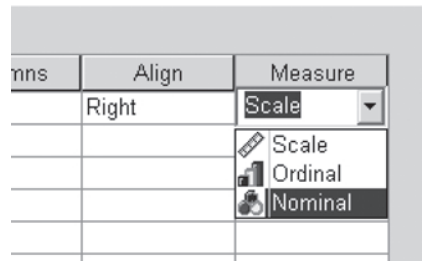 mns Align Measure
Right Scale
Scale
Ordinal
Nominal